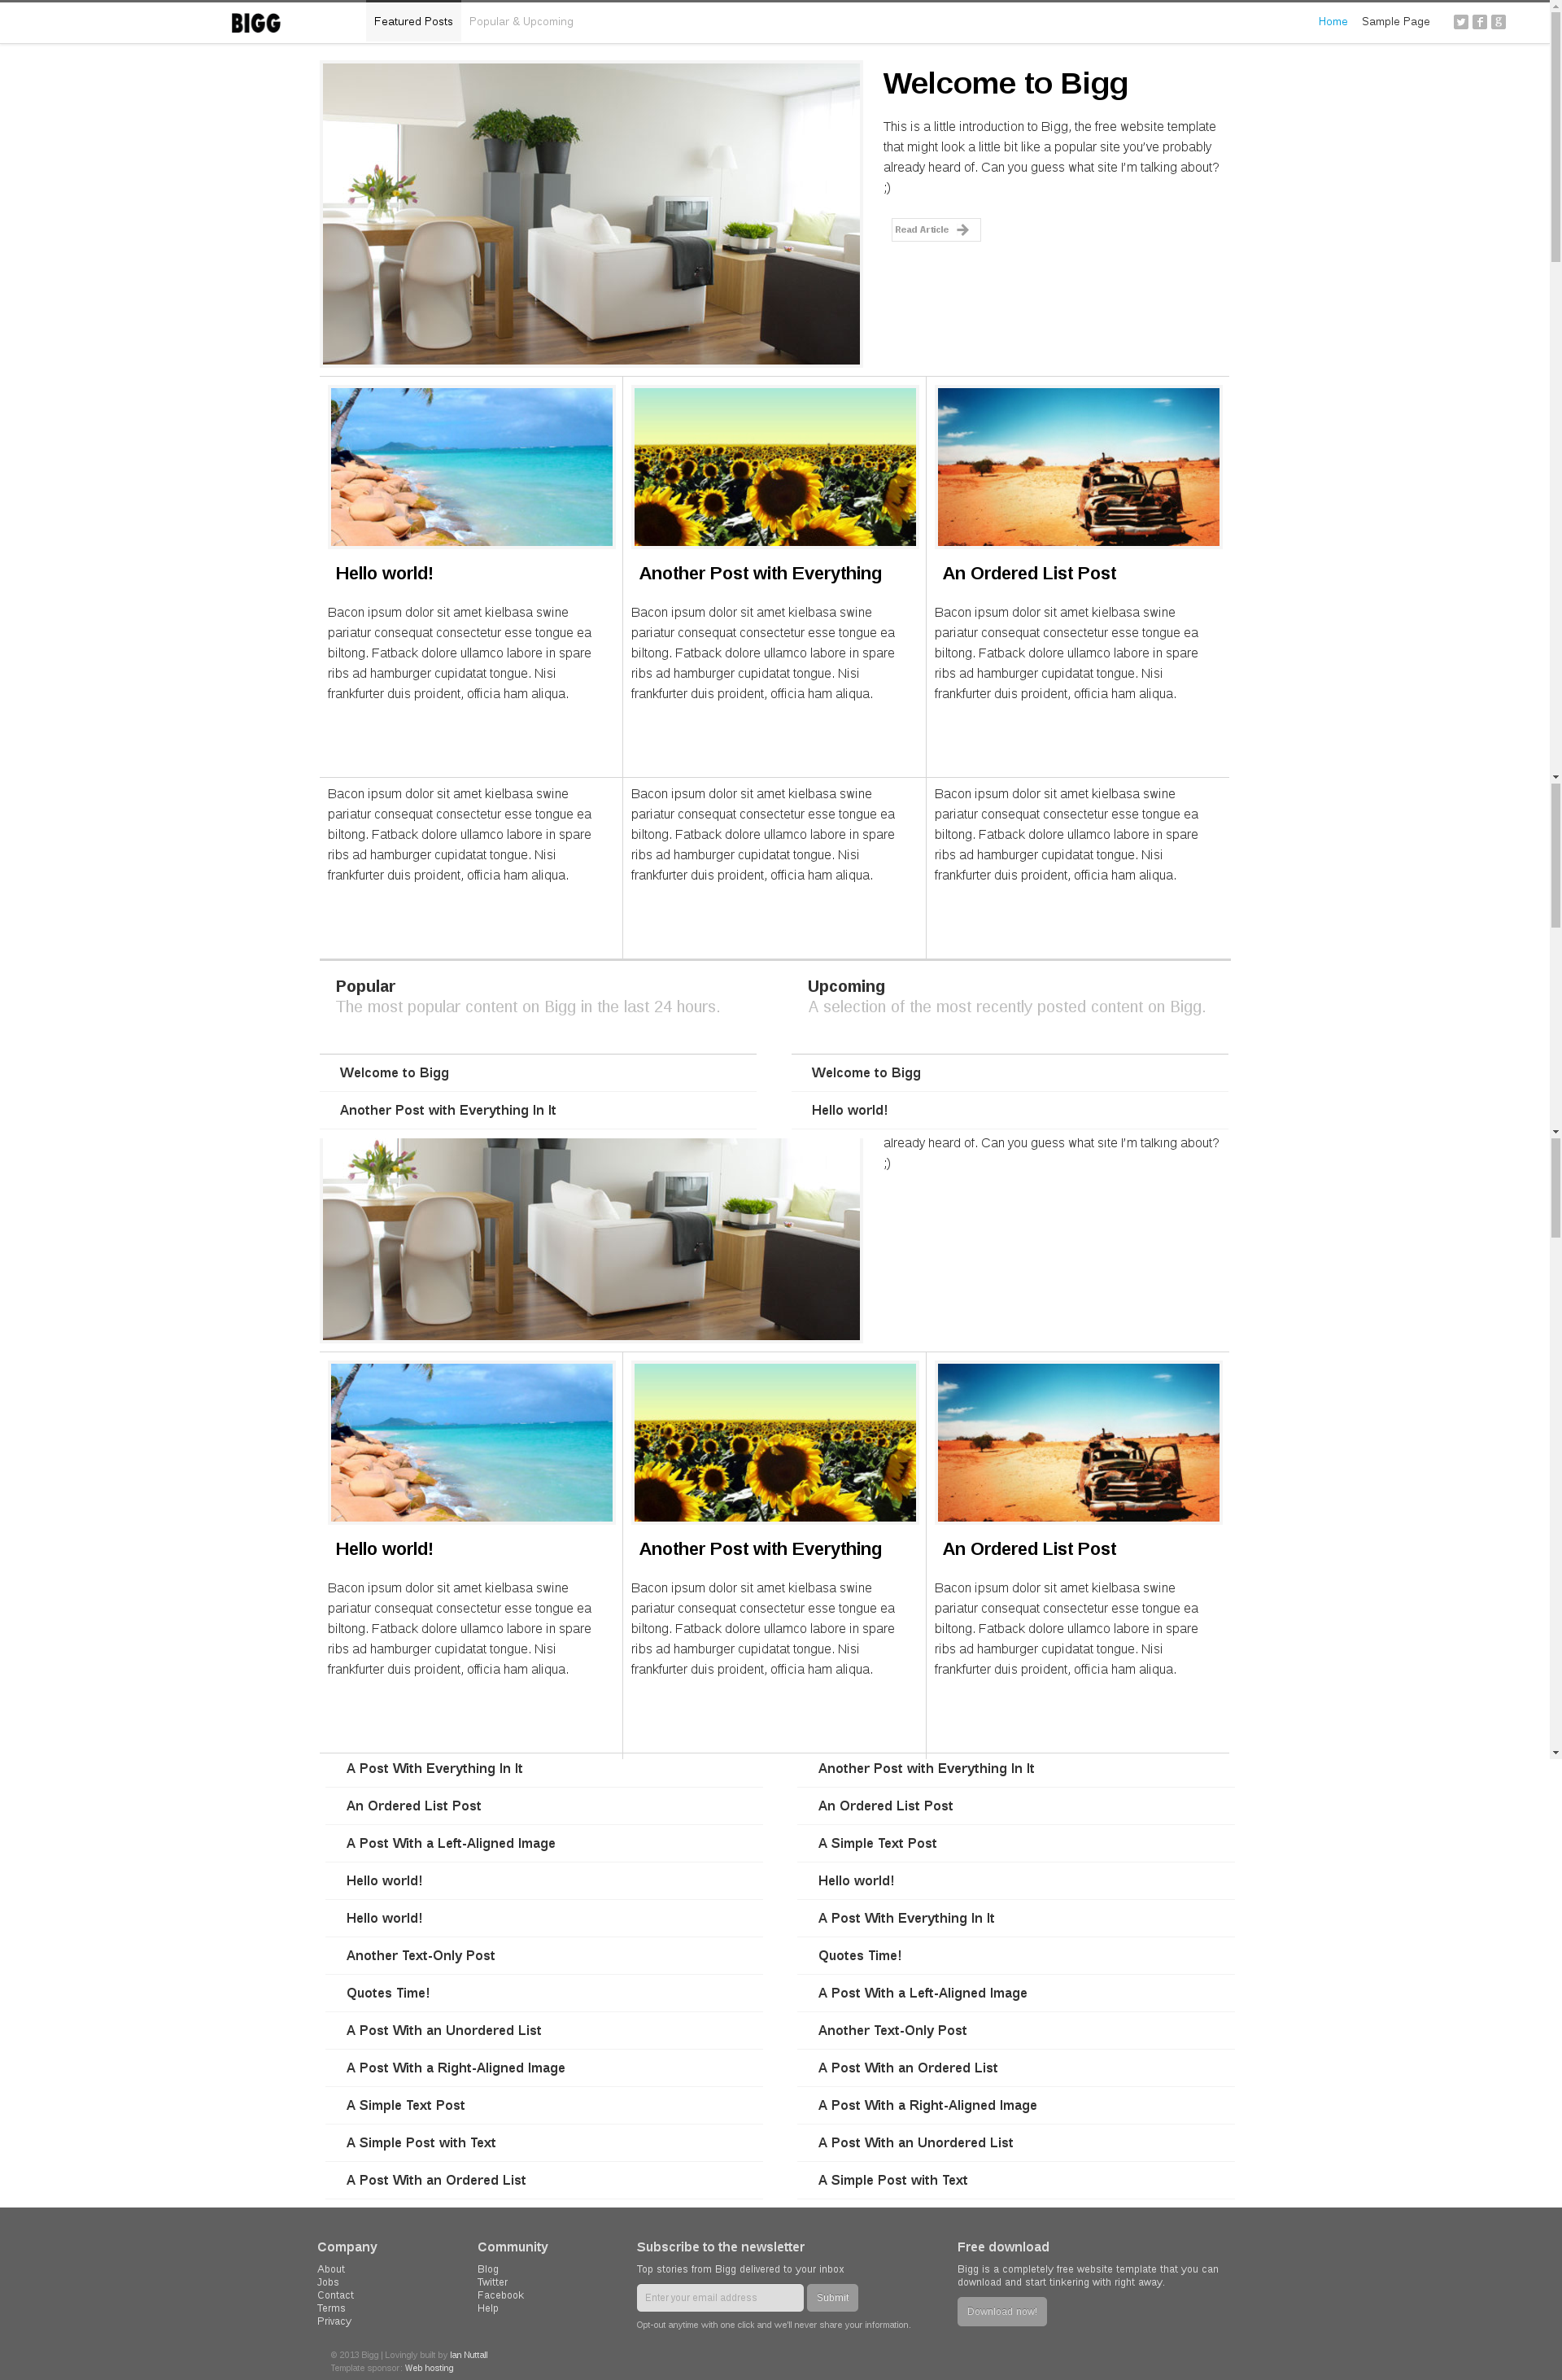 BIGG
Featured Posts
Popular & Upcoming
Home
Sample Page
Welcome to Bigg
This is a little introduction to Bigg, the free website template
that might look a little bit like a popular site you've probably
already heard of. Can you guess what site I'm talking about?
;)
Read Article
Hello world!
Bacon ipsum dolor sit amet kielbasa swine
pariatur consequat consectetur esse tongue ea
biltong. Fatback dolore ullamco labore in spare
ribs ad hamburger cupidatat tongue. Nisi
frankfurter duis proident, officia ham aliqua.
Another Post with Everything
Bacon ipsum dolor sit amet kielbasa swine
pariatur consequat consectetur esse tongue ea
biltong. Fatback dolore ullamco labore in spare
ribs ad hamburger cupidatat tongue. Nisi
frankfurter duis proident, officia ham aliqua.
An Ordered List Post
Bacon ipsum dolor sit amet kielbasa swine
pariatur consequat consectetur esse tongue ea
biltong. Fatback dolore ullamco labore in spare
ribs ad hamburger cupidatat tongue. Nisi
frankfurter duis proident, officia ham aliqua.
Bacon ipsum dolor sit amet kielbasa swine
pariatur consequat consectetur esse tongue ea
biltong. Fatback dolore ullamco labore in spare
ribs ad hamburger cupidatat tongue. Nisi
frankfurter duis proident, officia ham aliqua.
Bacon ipsum dolor sit amet kielbasa swine
pariatur consequat consectetur esse tongue ea
biltong. Fatback dolore ullamco labore in spare
ribs ad hamburger cupidatat tongue. Nisi
frankfurter duis proident, officia ham aliqua.
Bacon ipsum dolor sit amet kielbasa swine
pariatur consequat consectetur esse tongue ea
biltong. Fatback dolore ullamco labore in spare
ribs ad hamburger cupidatat tongue. Nisi
frankfurter duis proident, officia ham aliqua.
Popular
The most popular content on Bigg in the last 24 hours.
Welcome to Bigg
Another Post with Everything In It
Upcoming
A selection of the most recently posted content on Bigg.
Welcome to Bigg
Hello world!
already heard of. Can you guess what site I'm talking about?
;)
Hello world!
Bacon ipsum dolor sit amet kielbasa swine
pariatur consequat consectetur esse tongue ea
biltong. Fatback dolore ullamco labore in spare
ribs ad hamburger cupidatat tongue. Nisi
frankfurter duis proident, officia ham aliqua.
Another Post with Everything
Bacon ipsum dolor sit amet kielbasa swine
pariatur consequat consectetur esse tongue ea
biltong. Fatback dolore ullamco labore in spare
ribs ad hamburger cupidatat tongue. Nisi
frankfurter duis proident, officia ham aliqua.
An Ordered List Post
Bacon ipsum dolor sit amet kielbasa swine
pariatur consequat consectetur esse tongue ea
biltong. Fatback dolore ullamco labore in spare
ribs ad hamburger cupidatat tongue. Nisi
frankfurter duis proident, officia ham aliqua.
A Post With Everything In It
An Ordered List Post
A Post With a Left-Aligned Image
Hello world!
Hello world!
Another Text-Only Post
Quotes Time!
A Post With an Unordered List
A Post With a Right-Aligned Image
A Simple Text Post
A Simple Post with Text
A Post With an Ordered List
Another Post with Everything In It
An Ordered List Post
A Simple Text Post
Hello world!
A Post With Everything In It
Quotes Time!
A Post With a Left-Aligned Image
Another Text-Only Post
A Post With an Ordered List
A Post With a Right-Aligned Image
A Post With an Unordered List
A Simple Post with Text
Company
About
Jobs
Contact
Terms
Privacy
Community
Blog
Twitter
Facebook
Help
Subscribe to the newsletter
Top stories from Bigg delivered to your inbox
Enter your email address
Submit
Opt-out anytime with one click and we'll never share your information.
Free download
Bigg is a completely free website template that you can
download and start tinkering with right away.
Download now!
© 2013 Bigg | Lovingly built by Ian Nuttall
Template sponsor: Web hosting